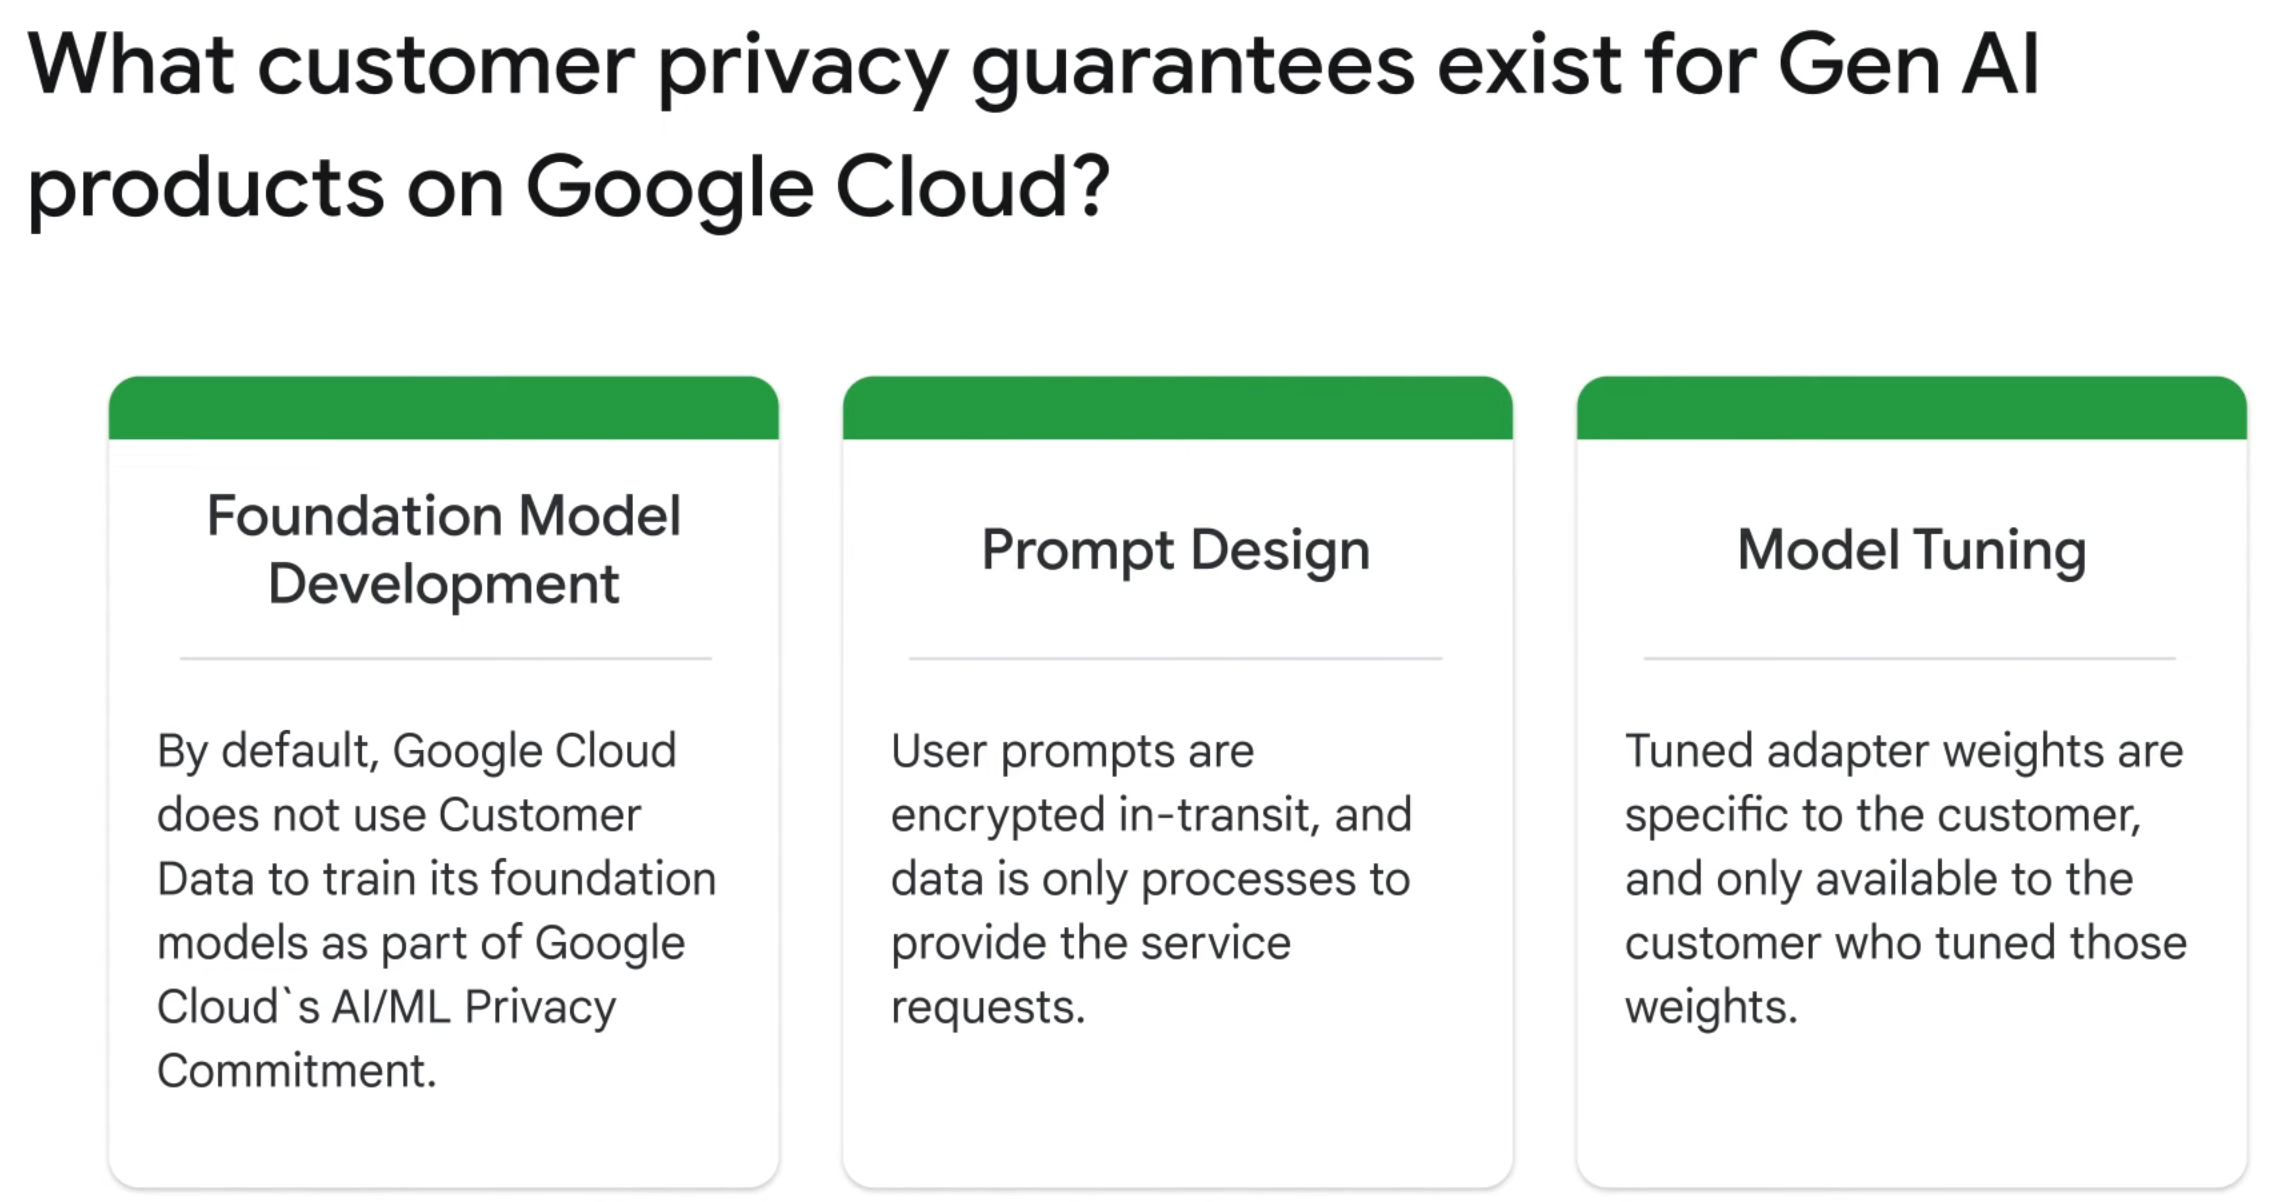 What customer privacy guarantees exist for Gen AI
products on Google Cloud?
Foundation Model
Development
By default, Google Cloud
does not use Customer
Data to train its foundation
models as part of Google
Cloud`s AI/ML Privacy
Commitment.
Prompt Design
User prompts are
encrypted in-transit, and
data is only processes to
provide the service
requests.
Model Tuning
Tuned adapter weights are
specific to the customer,
and only available to the
customer who tuned those
weights.